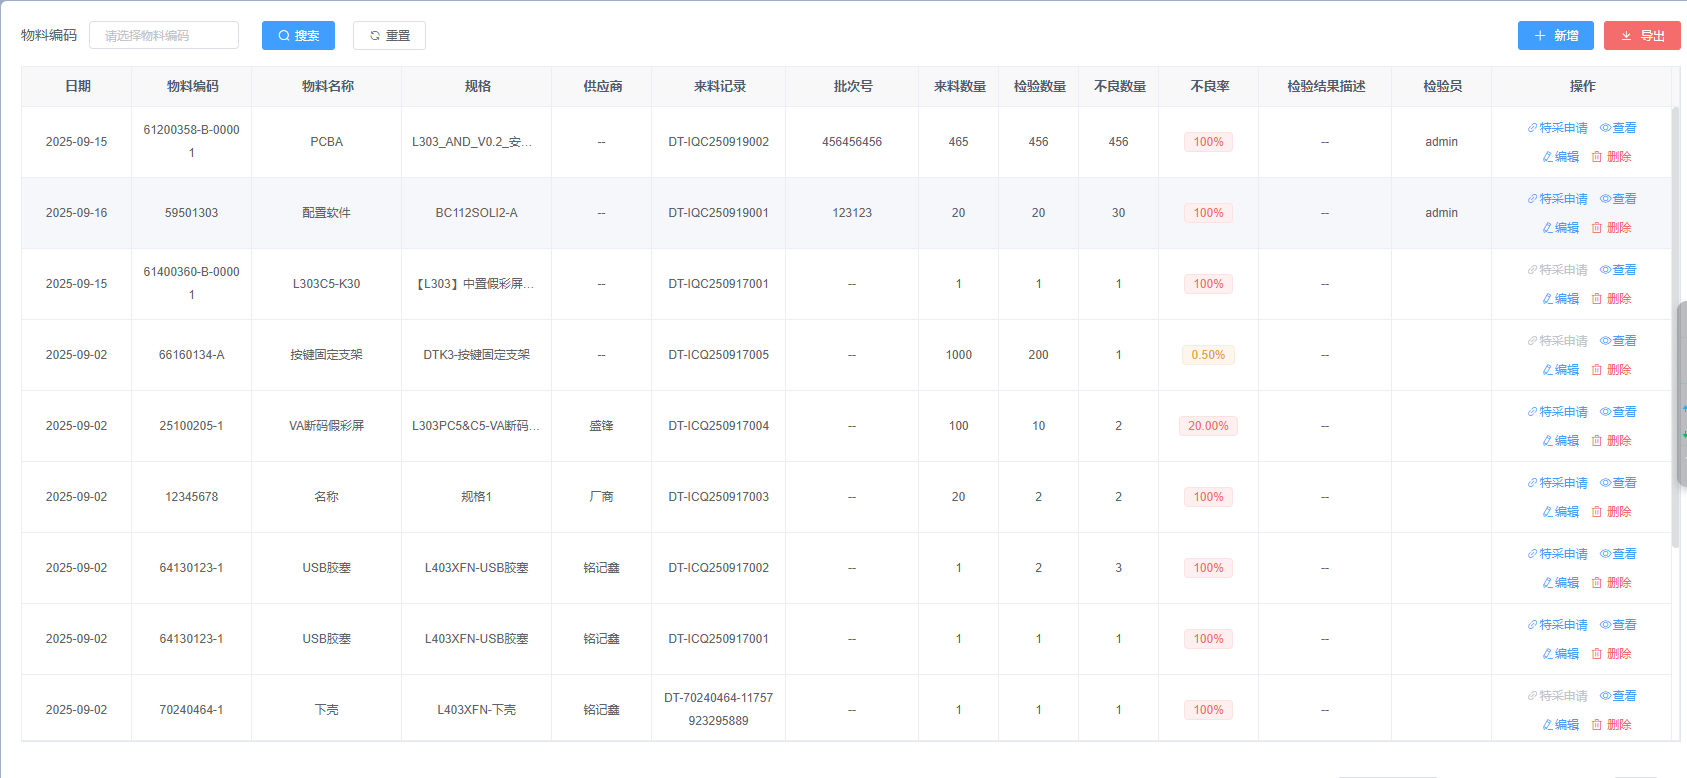 物料编码 请选择物料编码 搜索 重置 新增 导出
日期 物料编码 物料名称 规格 供应商 来料记录 批次号 来料数量 检验数量 不良数量 不良率 检验结果描述 检验员 操作
2025-09-15 61200358-B-00001 PCBA L303_AND_V0.2_安... -- DT-IQC250919002 456456456 465 456 456 100% -- admin 特采申请 查看
编辑 删除
2025-09-16 59501303 配置软件 BC112SOLI2-A -- DT-IQC250919001 123123 20 20 30 100% -- admin 特采申请 查看
编辑 删除
2025-09-15 61400360-B-00001 L303C5-K30 【L303】中置假彩屏... -- DT-IQC250917001 -- 1 1 1 100% -- 特采申请 查看
编辑 删除
2025-09-02 66160134-A 按键固定支架 DTK3-按键固定支架 -- DT-ICQ250917005 -- 1000 200 1 0.50% -- 特采申请 查看
编辑 删除
2025-09-02 25100205-1 VA断码假彩屏 L303PC5&C5-VA断码... 盛锋 DT-ICQ250917004 -- 100 10 2 20.00% -- 特采申请 查看
编辑 删除
2025-09-02 12345678 名称 规格1 厂商 DT-ICQ250917003 -- 20 2 2 100% -- 特采申请 查看
编辑 删除
2025-09-02 64130123-1 USB胶塞 L403XFN-USB胶塞 铭记鑫 DT-ICQ250917002 -- 1 2 3 100% -- 特采申请 查看
编辑 删除
2025-09-02 64130123-1 USB胶塞 L403XFN-USB胶塞 铭记鑫 DT-ICQ250917001 -- 1 1 1 100% -- 特采申请 查看
编辑 删除
2025-09-02 70240464-1 下壳 L403XFN-下壳 铭记鑫 DT-70240464-11757923295889 -- 1 1 1 100% -- 特采申请 查看
编辑 删除